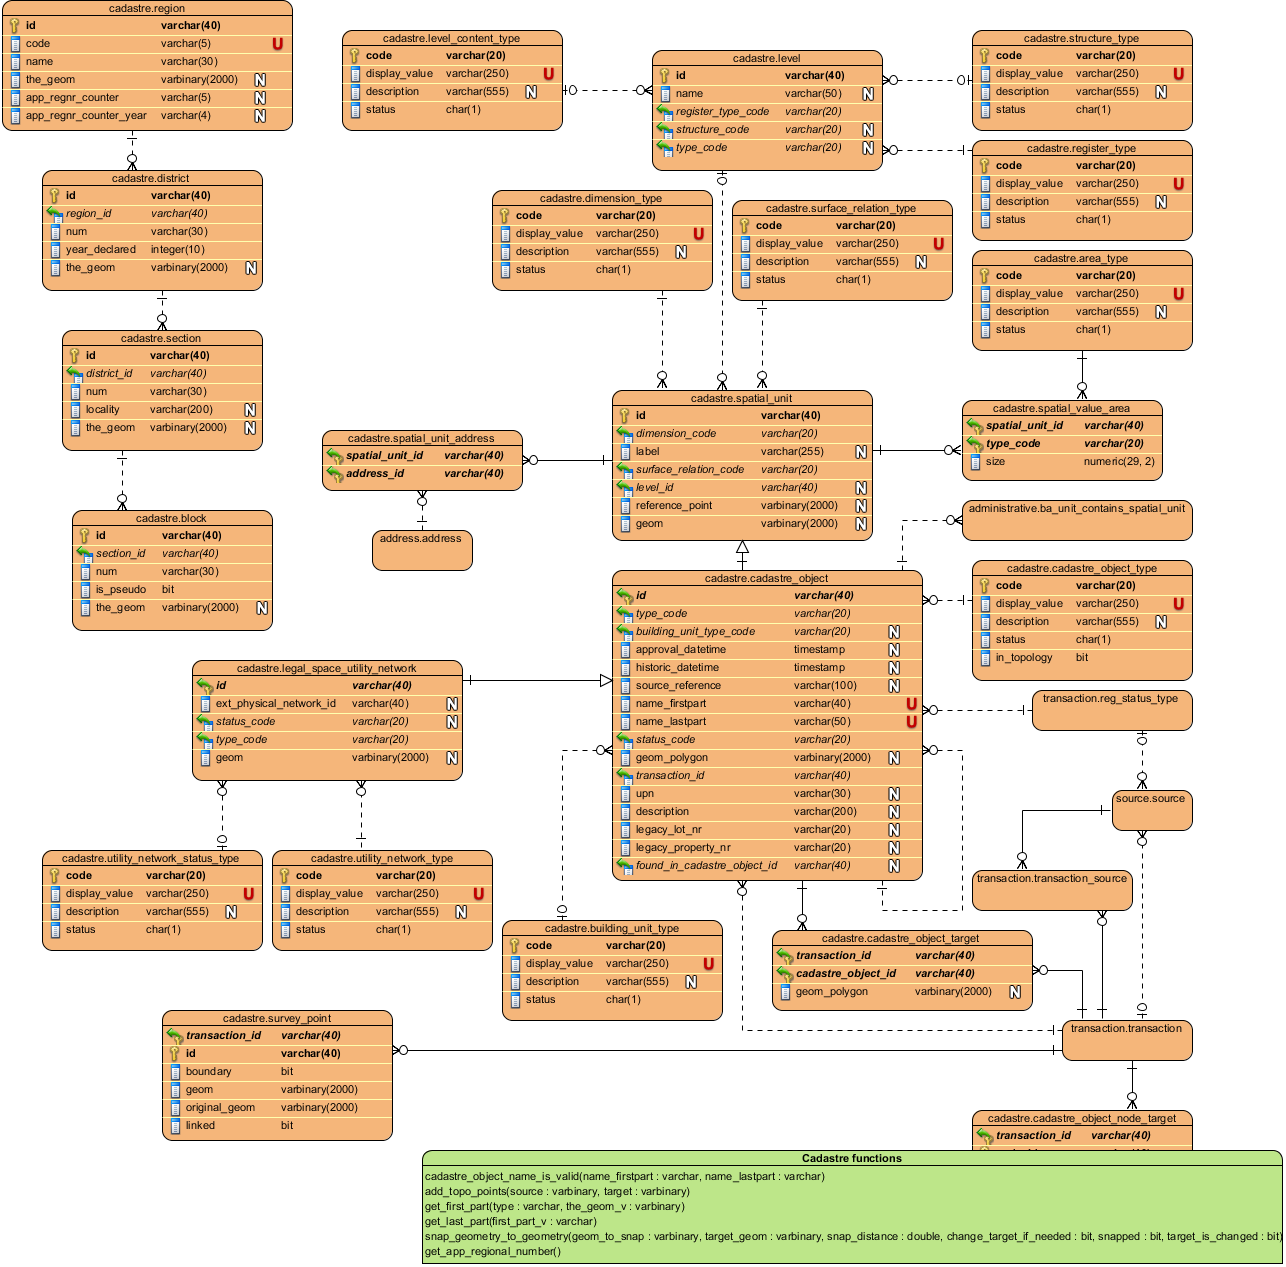 cadastre.region
id varchar(40)
code varchar(5) U
name varchar(30)
the_geom varbinary(2000) N
app_regnr_counter varchar(5) N
app_regnr_counter_year varchar(4) N
cadastre.district
id varchar(40)
region_id varchar(40)
num varchar(30)
year_declared integer(10)
the_geom varbinary(2000) N
cadastre.section
id varchar(40)
district_id varchar(40)
num varchar(30)
locality varchar(200) N
the_geom varbinary(2000) N
cadastre.block
id varchar(40)
section_id varchar(40)
num varchar(30)
is_pseudo bit
the_geom varbinary(2000) N
cadastre.level_content_type
code varchar(20)
display_value varchar(250) U
description varchar(555) N
status char(1)
cadastre.level
id varchar(40)
name varchar(50) N
register_type_code varchar(20)
structure_code varchar(20) N
type_code varchar(20) N
cadastre.structure_type
code varchar(20)
display_value varchar(250) U
description varchar(555) N
status char(1)
cadastre.register_type
code varchar(20)
display_value varchar(250) U
description varchar(555) N
status char(1)
cadastre.dimension_type
code varchar(20)
display_value varchar(250) U
description varchar(555) N
status char(1)
cadastre.surface_relation_type
code varchar(20)
display_value varchar(250) U
description varchar(555) N
status char(1)
cadastre.area_type
code varchar(20)
display_value varchar(250) U
description varchar(555) N
status char(1)
cadastre.spatial_unit
id varchar(40)
dimension_code varchar(20)
label varchar(255) N
surface_relation_code varchar(20)
level_id varchar(40) N
reference_point varbinary(2000) N
geom varbinary(2000) N
cadastre.spatial_value_area
spatial_unit_id varchar(40)
type_code varchar(20)
size numeric(29, 2)
cadastre.spatial_unit_address
spatial_unit_id varchar(40)
address_id varchar(40)
address.address
administrative.ba_unit_contains_spatial_unit
cadastre.cadastre_object
id varchar(40)
type_code varchar(20)
building_unit_type_code varchar(20) N
approval_datetime timestamp N
historic_datetime timestamp N
source_reference varchar(100) N
name_firstpart varchar(40) U
name_lastpart varchar(50) U
status_code varchar(20)
geom_polygon varbinary(2000) N
transaction_id varchar(40)
upn varchar(30) N
description varchar(200) N
legacy_lot_nr varchar(20) N
legacy_property_nr varchar(20) N
found_in_cadastre_object_id varchar(40) N
cadastre.cadastre_object_type
code varchar(20)
display_value varchar(250) U
description varchar(555) N
status char(1)
in_topology bit
transaction.reg_status_type
source.source
transaction.transaction_source
cadastre.legal_space_utility_network
id varchar(40)
ext_physical_network_id varchar(40) N
status_code varchar(20) N
type_code varchar(20)
geom varbinary(2000) N
cadastre.utility_network_status_type
code varchar(20)
display_value varchar(250) U
description varchar(555) N
status char(1)
cadastre.utility_network_type
code varchar(20)
display_value varchar(250) U
description varchar(555) N
status char(1)
cadastre.building_unit_type
code varchar(20)
display_value varchar(250) U
description varchar(555) N
status char(1)
cadastre.cadastre_object_target
transaction_id varchar(40)
cadastre_object_id varchar(40)
geom_polygon varbinary(2000) N
transaction.transaction
cadastre.survey_point
transaction_id varchar(40)
id varchar(40)
boundary bit
geom varbinary(2000)
original_geom varbinary(2000)
linked bit
cadastre.cadastre_object_node_target
transaction_id varchar(40)
Cadastre functions
cadastre_object_name_is_valid(name_firstpart : varchar, name_lastpart : varchar)
add_topo_points(source : varbinary, target : varbinary)
get_first_part(type : varchar, the_geom_v : varbinary)
get_last_part(first_part_v : varchar)
snap_geometry_to_geometry(geom_to_snap : varbinary, target_geom : varbinary, snap_distance : double, change_target_if_needed : bit, snapped : bit, target_is_changed : bit)
get_app_regional_number()